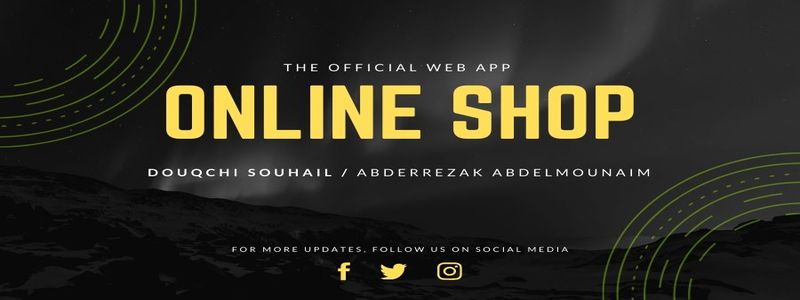 THE OFFICIAL WEB APP
ONLINE SHOP
DOUQCHI SOUHAIL / ABDERREZAK ABDELMOUNAIM
FOR MORE UPDATES, FOLLOW US ON SOCIAL MEDIA